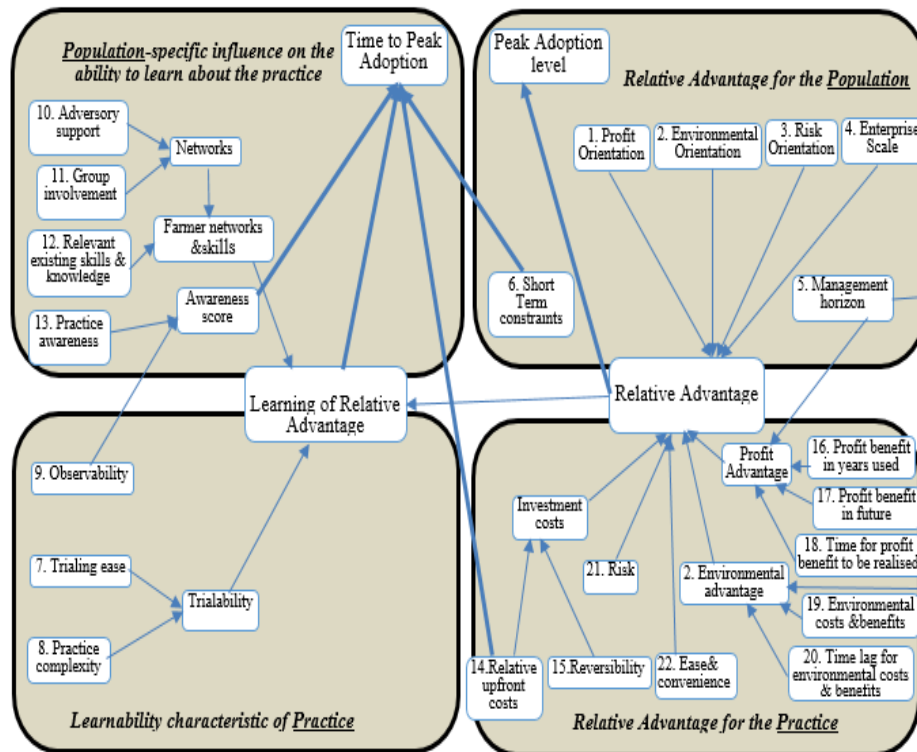 Population-specific influence on the
ability to learn about the practice
Time to Peak
Adoption
10. Adversory
support
Networks
11. Group
involvement
12. Relevant
existing skills &
knowledge
Farmer networks
&skills
Awareness
score
13. Practice
awareness
Peak Adoption
level
Relative Advantage for the Population
1. Profit
Orientation
2. Environmental
Orientation
3. Risk
Orientation
4. Enterprise
Scale
6. Short
Term
constraints
5. Management
horizon
Learning of Relative
Advantage
Relative Advantage
9. Observability
7. Trialing ease
Trialability
8. Practice
complexity
Learnability characteristic of Practice
Profit
Advantage
16. Profit benefit
in years used
17. Profit benefit
in future
18. Time for profit
benefit to be realised
Investment
costs
21. Risk
2. Environmental
advantage
19. Environmental
costs &benefits
20. Time lag for
environmental costs
& benefits
14.Relative
upfront
costs
15.Reversibility
22. Ease&
convenience
Relative Advantage for the Practice